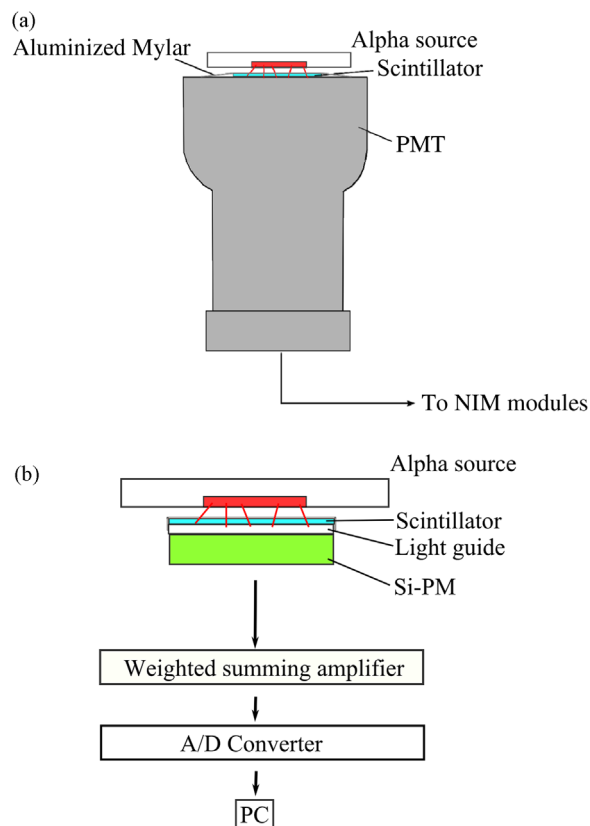 (a)
Aluminized Mylar
Alpha source
Scintillator
PMT
To NIM modules
(b)
Alpha source
Scintillator
Light guide
Si-PM
Weighted summing amplifier
A/D Converter
PC